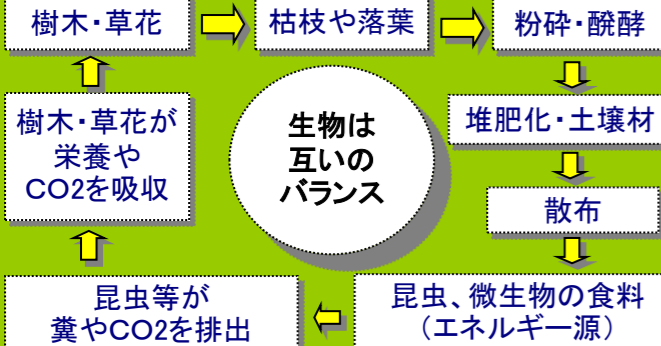 樹木・草花
枯枝や落葉
粉砕・醗酵
樹木・草花が
栄養や
CO2を吸収
生物は
互いの
バランス
堆肥化・土壌材
散布
昆虫等が
糞やCO2を排出
昆虫、微生物の食料
(エネルギー源)